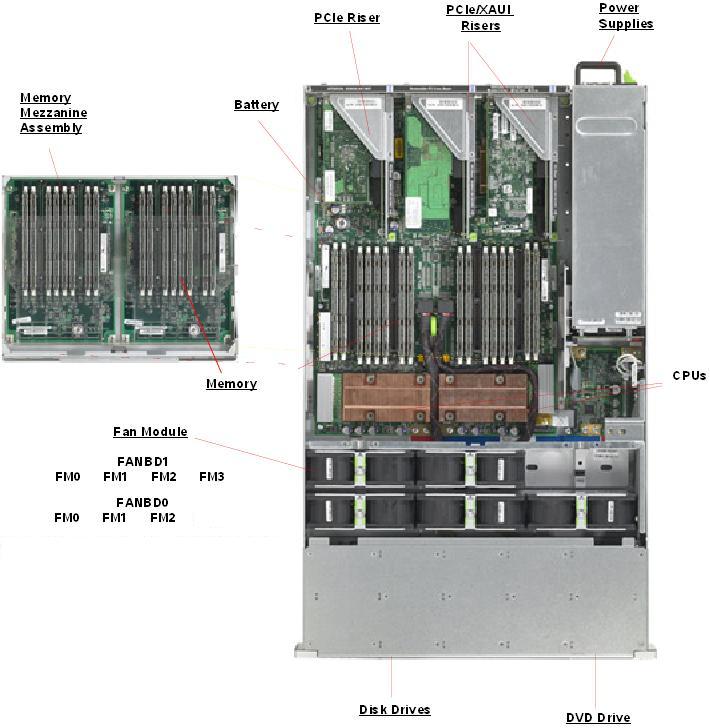 PCIe Riser
PCIe/XAUI
Risers
Power
Supplies
Memory
Mezzanine
Assembly
Battery
Memory
CPUs
Fan Module
FANBD1
FM0 FM1 FM2 FM3
FANBD0
FM0 FM1 FM2
Disk Drives
DVD Drive